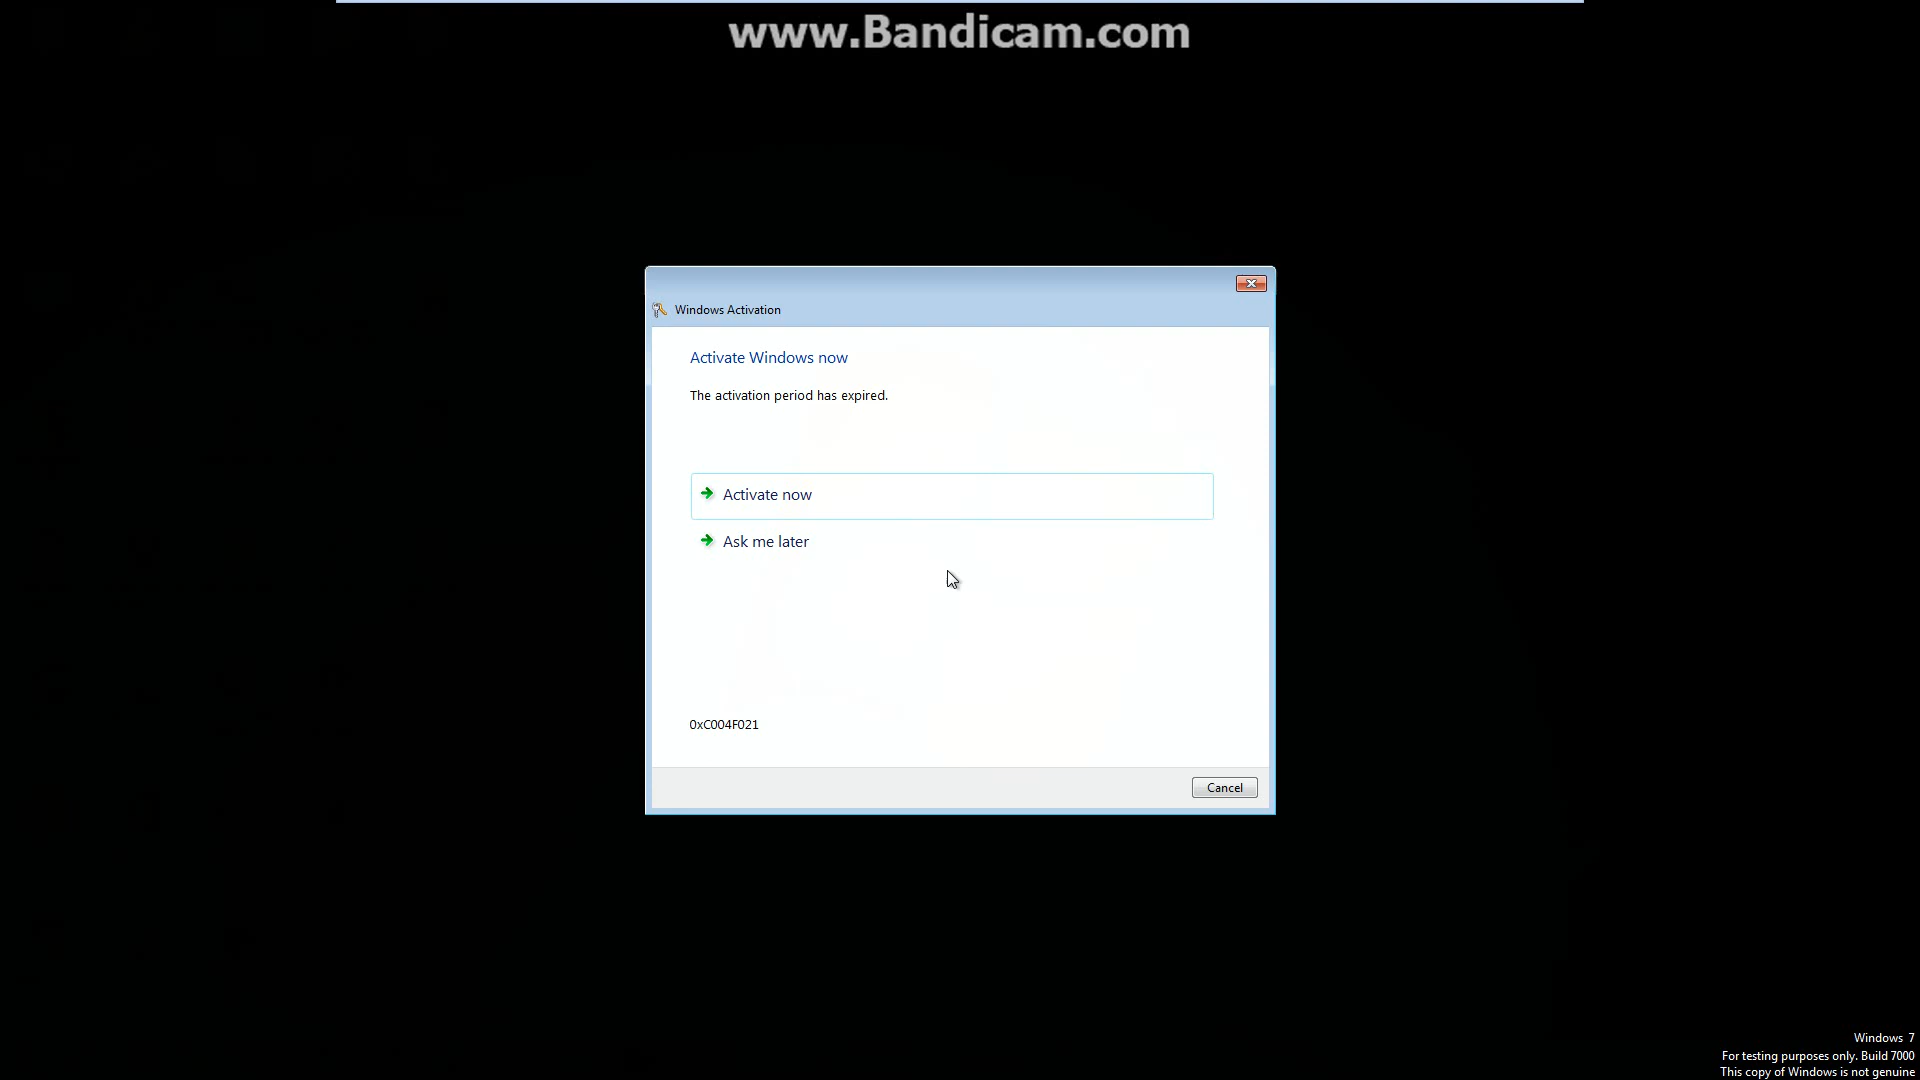 www.Bandicam.com
Windows Activation
Activate Windows now
The activation period has expired.
Activate now
Ask me later
0xC004F021
Cancel
Windows 7
For testing purposes only. Build 7000
This copy of Windows is not genuine